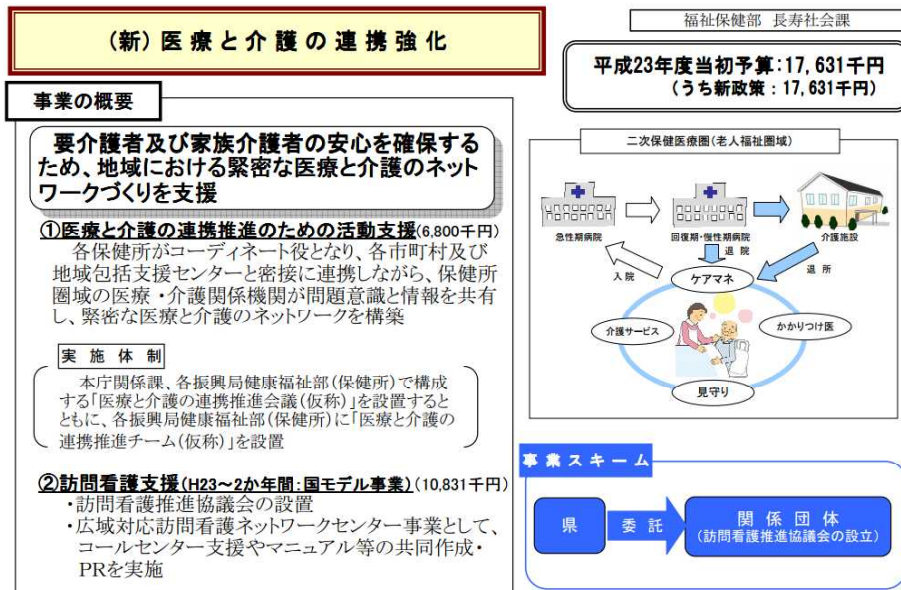 (新)医療と介護の連携強化
福祉保健部 長寿社会課
平成23年度当初予算:17,631千円
(うち新政策:17,631千円)
事業の概要
要介護者及び家族介護者の安心を確保する
ため、地域における緊密な医療と介護のネット
ワークづくりを支援
①医療と介護の連携推進のための活動支援(6,800千円)
各保健所がコーディネート役となり、各市町村及び
地域包括支援センターと密接に連携しながら、保健所
圏域の医療・介護関係機関が問題意識と情報を共有
し、緊密な医療と介護のネットワークを構築
実施体制
本庁関係課、各振興局健康福祉部(保健所)で構成
する「医療と介護の連携推進会議(仮称)」を設置すると
ともに、各振興局健康福祉部(保健所)に「医療と介護の
連携推進チーム(仮称)」を設置
②訪問看護支援(H23~2か年間:国モデル事業)(10,831千円)
・訪問看護推進協議会の設置
・広域対応訪問看護ネットワークセンター事業として、
コールセンター支援やマニュアル等の共同作成・
PRを実施
二次保健医療圏(老人福祉圏域)
急性期病院
回復期・慢性期病院
介護施設
入院
退院
退所
ケアマネ
介護サービス
かかりつけ医
見守り
事業スキーム
県
委託
関係団体
(訪問看護推進協議会の設立)